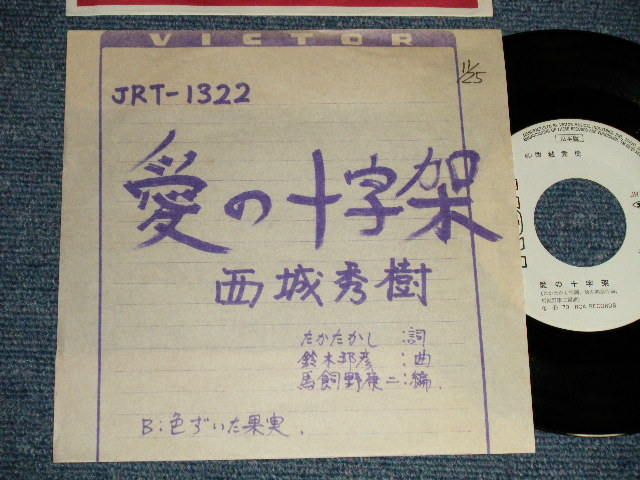 VICTOR
11/25
JRT-1322
愛の十字架
西城秀樹
たかたかし :詞
鈴木邦彦 :曲
馬飼野康二:編.
B:色ずいた果実.
見本盤
西城秀樹
愛の十字架